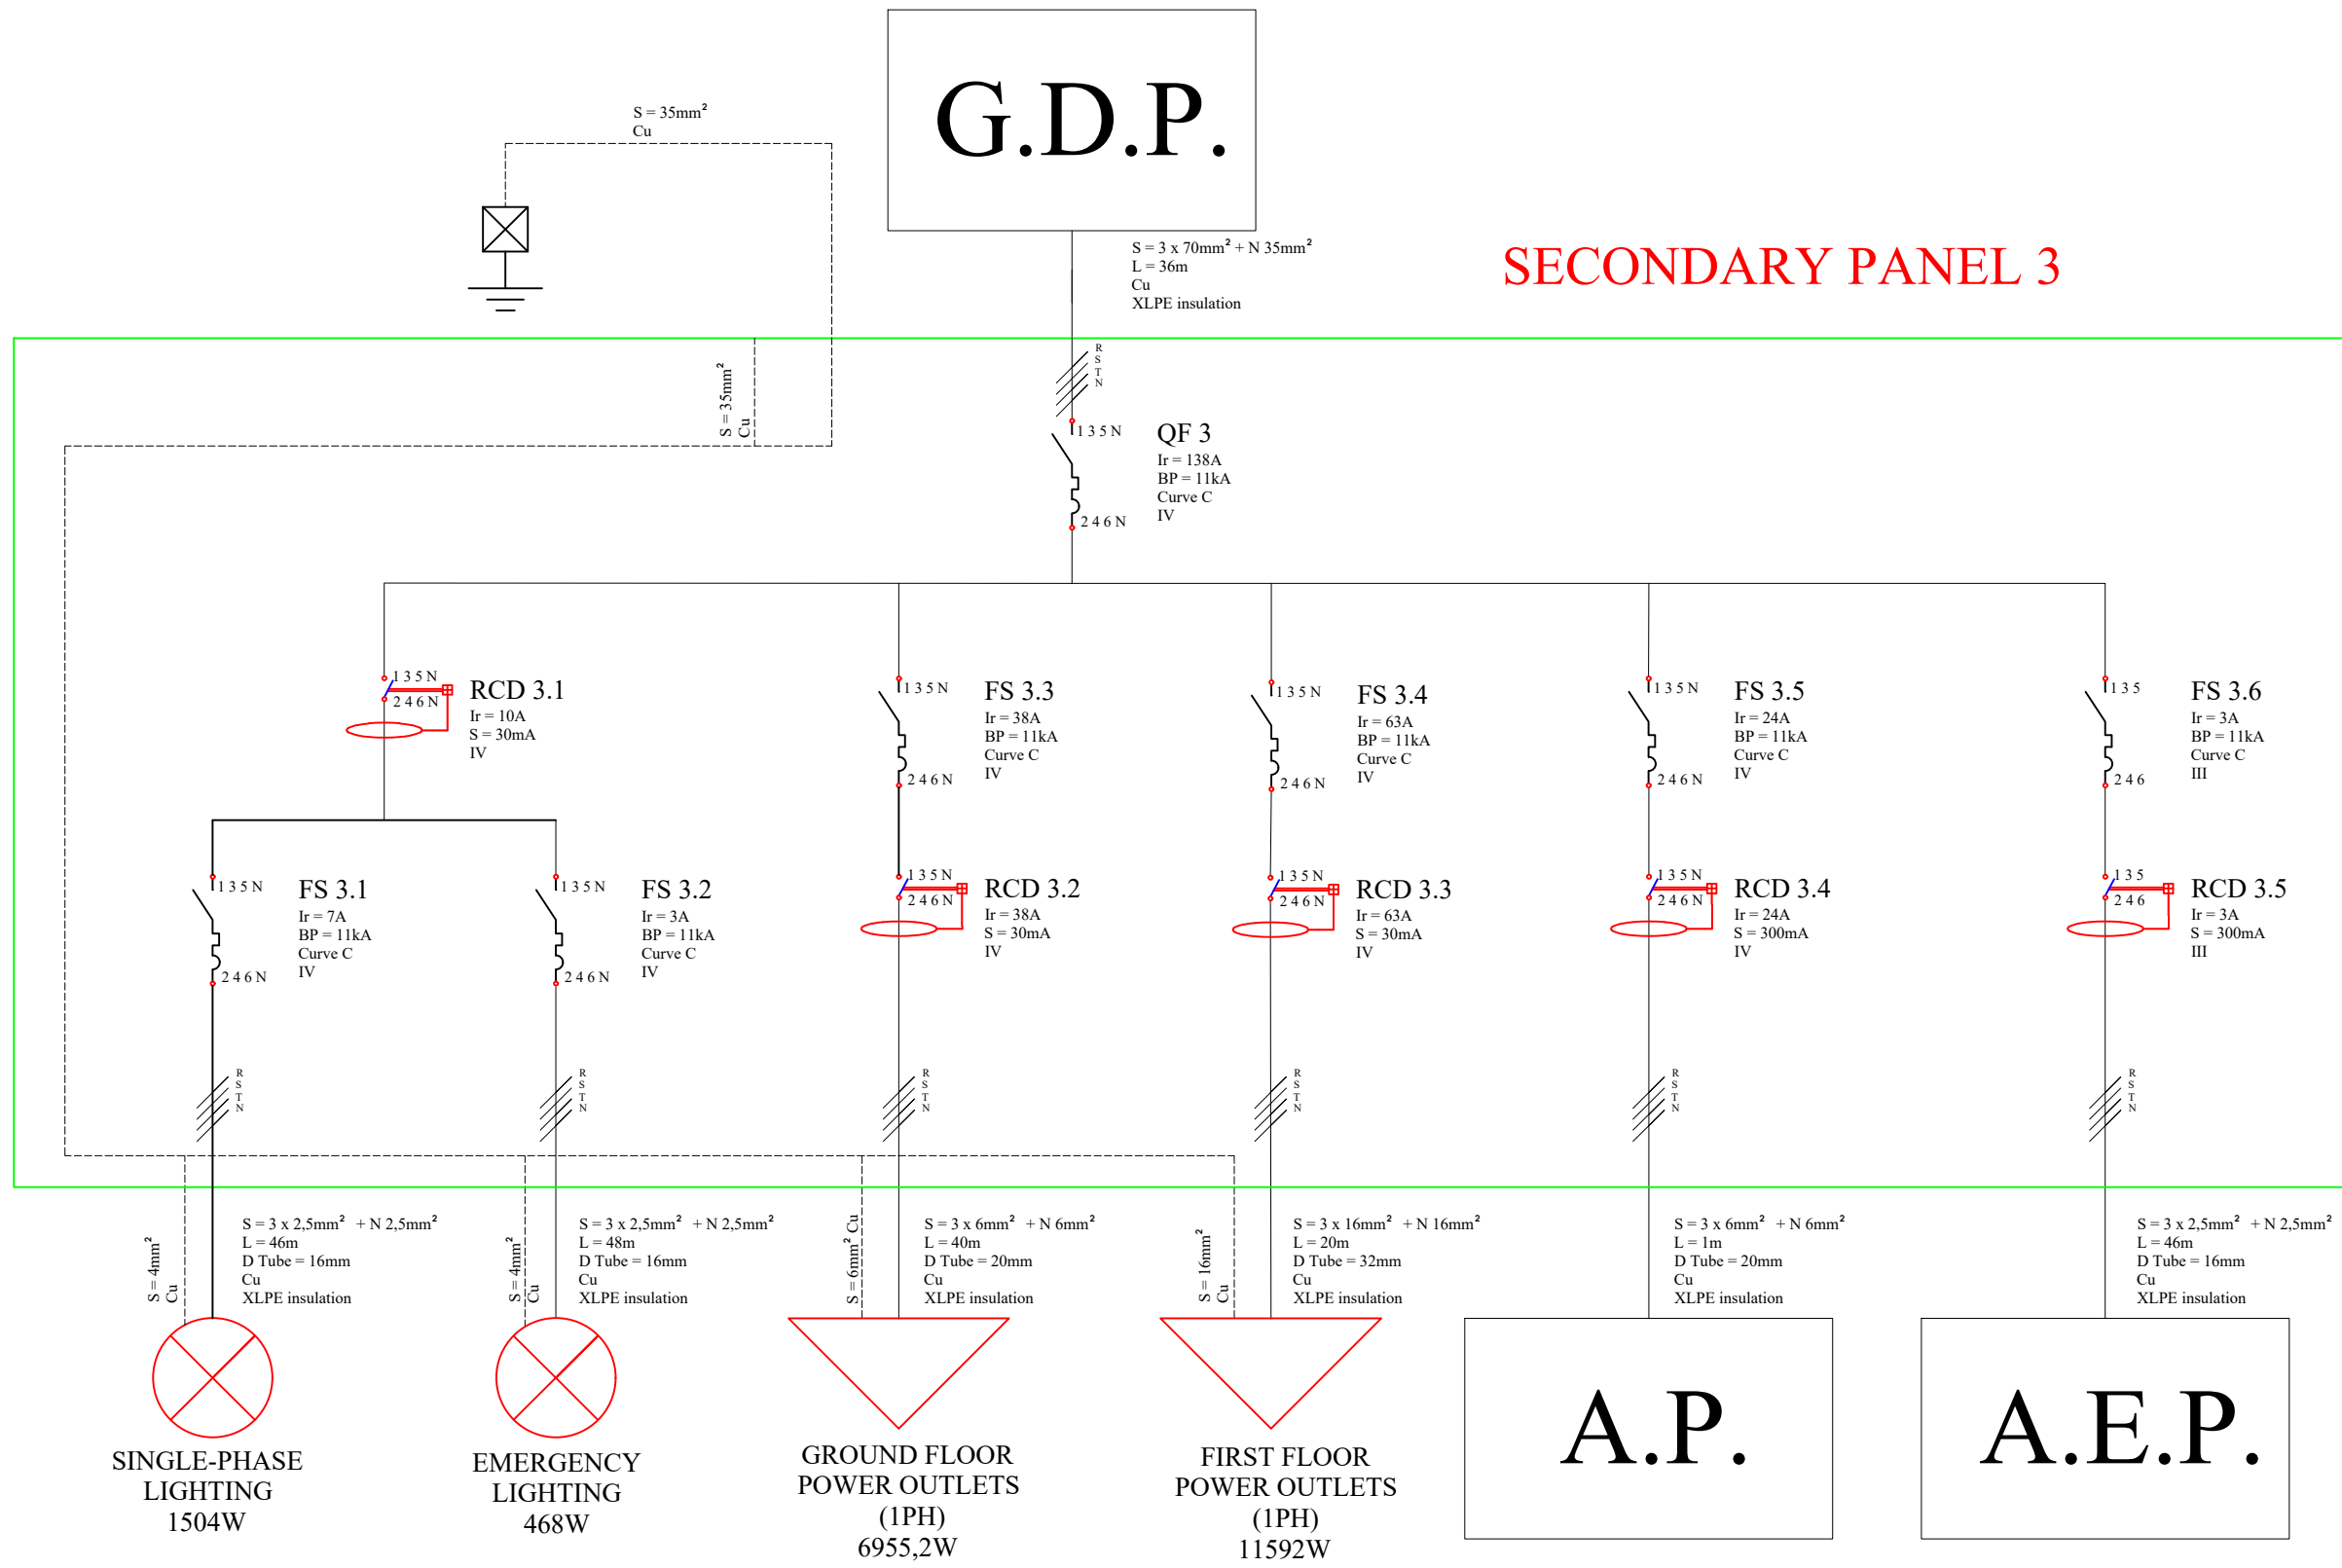 G.D.P.
S = 35mm²
Cu
S = 3 x 70mm² + N 35mm²
L = 36m
Cu
XLPE insulation
SECONDARY PANEL 3
S = 35mm²
Cu
R
S
T
N
1 3 5 N
QF 3
Ir = 138A
BP = 11kA
Curve C
IV
2 4 6 N
1 3 5 N
2 4 6 N
RCD 3.1
Ir = 10A
S = 30mA
IV
1 3 5 N
FS 3.3
Ir = 38A
BP = 11kA
Curve C
IV
2 4 6 N
1 3 5 N
FS 3.4
Ir = 63A
BP = 11kA
Curve C
IV
2 4 6 N
1 3 5 N
FS 3.5
Ir = 24A
BP = 11kA
Curve C
IV
2 4 6 N
1 3 5
FS 3.6
Ir = 3A
BP = 11kA
Curve C
III
2 4 6
1 3 5 N
FS 3.1
Ir = 7A
BP = 11kA
Curve C
IV
2 4 6 N
1 3 5 N
FS 3.2
Ir = 3A
BP = 11kA
Curve C
IV
2 4 6 N
1 3 5 N
2 4 6 N
RCD 3.2
Ir = 38A
S = 30mA
IV
1 3 5 N
2 4 6 N
RCD 3.3
Ir = 63A
S = 30mA
IV
1 3 5 N
2 4 6 N
RCD 3.4
Ir = 24A
S = 300mA
IV
1 3 5
2 4 6
RCD 3.5
Ir = 3A
S = 300mA
III
R
S
T
N
R
S
T
N
R
S
T
N
R
S
T
N
R
S
T
N
R
S
T
N
S = 4mm²
Cu
S = 3 x 2,5mm² + N 2,5mm²
L = 46m
D Tube = 16mm
Cu
XLPE insulation
S = 4mm²
Cu
S = 3 x 2,5mm² + N 2,5mm²
L = 48m
D Tube = 16mm
Cu
XLPE insulation
S = 6mm² Cu
S = 3 x 6mm² + N 6mm²
L = 40m
D Tube = 20mm
Cu
XLPE insulation
S = 16mm²
Cu
S = 3 x 16mm² + N 16mm²
L = 20m
D Tube = 32mm
Cu
XLPE insulation
S = 3 x 6mm² + N 6mm²
L = 1m
D Tube = 20mm
Cu
XLPE insulation
S = 3 x 2,5mm² + N 2,5mm²
L = 46m
D Tube = 16mm
Cu
XLPE insulation
SINGLE-PHASE
LIGHTING
1504W
EMERGENCY
LIGHTING
468W
GROUND FLOOR
POWER OUTLETS
(1PH)
6955,2W
FIRST FLOOR
POWER OUTLETS
(1PH)
11592W
A.P.
A.E.P.